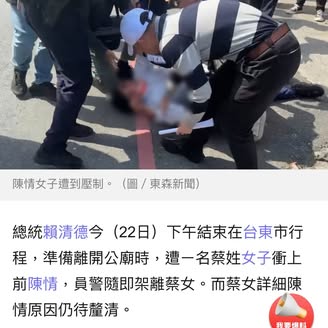 陳情女子遭到壓制。（圖／東森新聞）
總統賴清德今（22日）下午結束在台東市行
程，準備離開公廟時，遭一名蔡姓女子衝上
前陳情，員警隨即架離蔡女。而蔡女詳細陳
情原因仍待釐清。
我要爆料